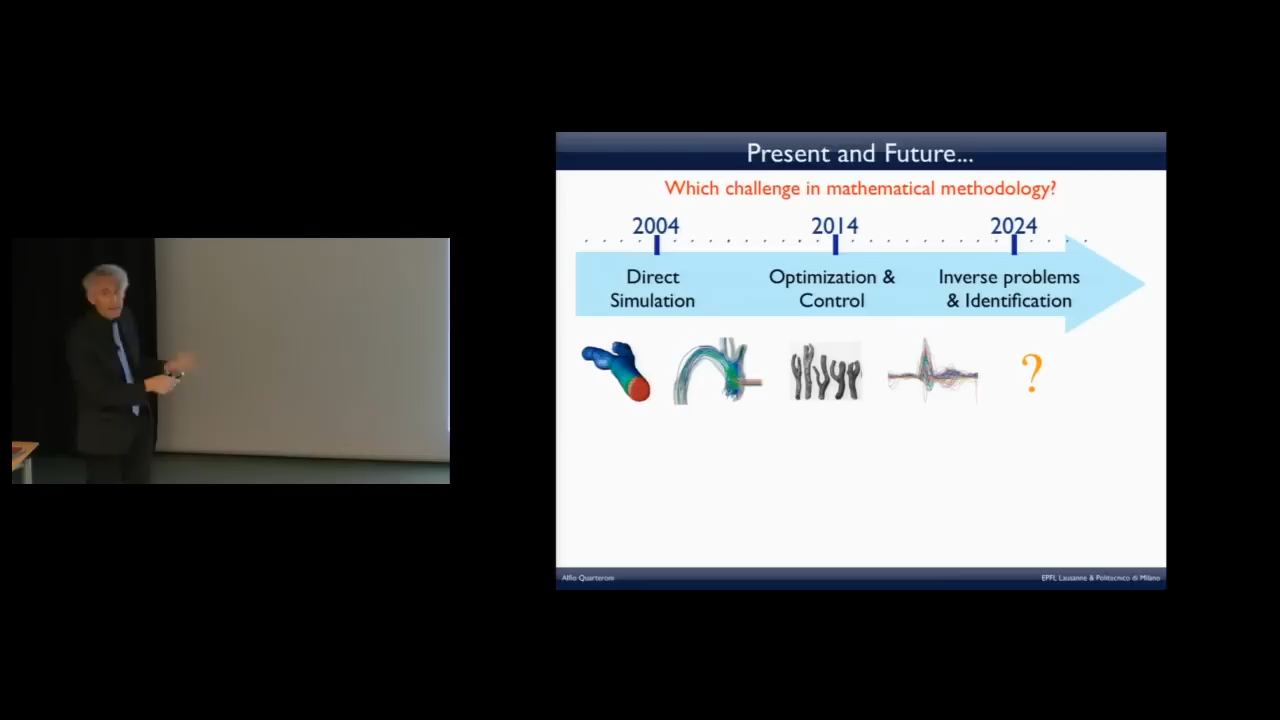 Present and Future...
Which challenge in mathematical methodology?
2004 2014 2024
Direct Simulation
Optimization & Control
Inverse problems & Identification
?
Alfio Quarteroni
EPFL Lausanne & Politecnico di Milano